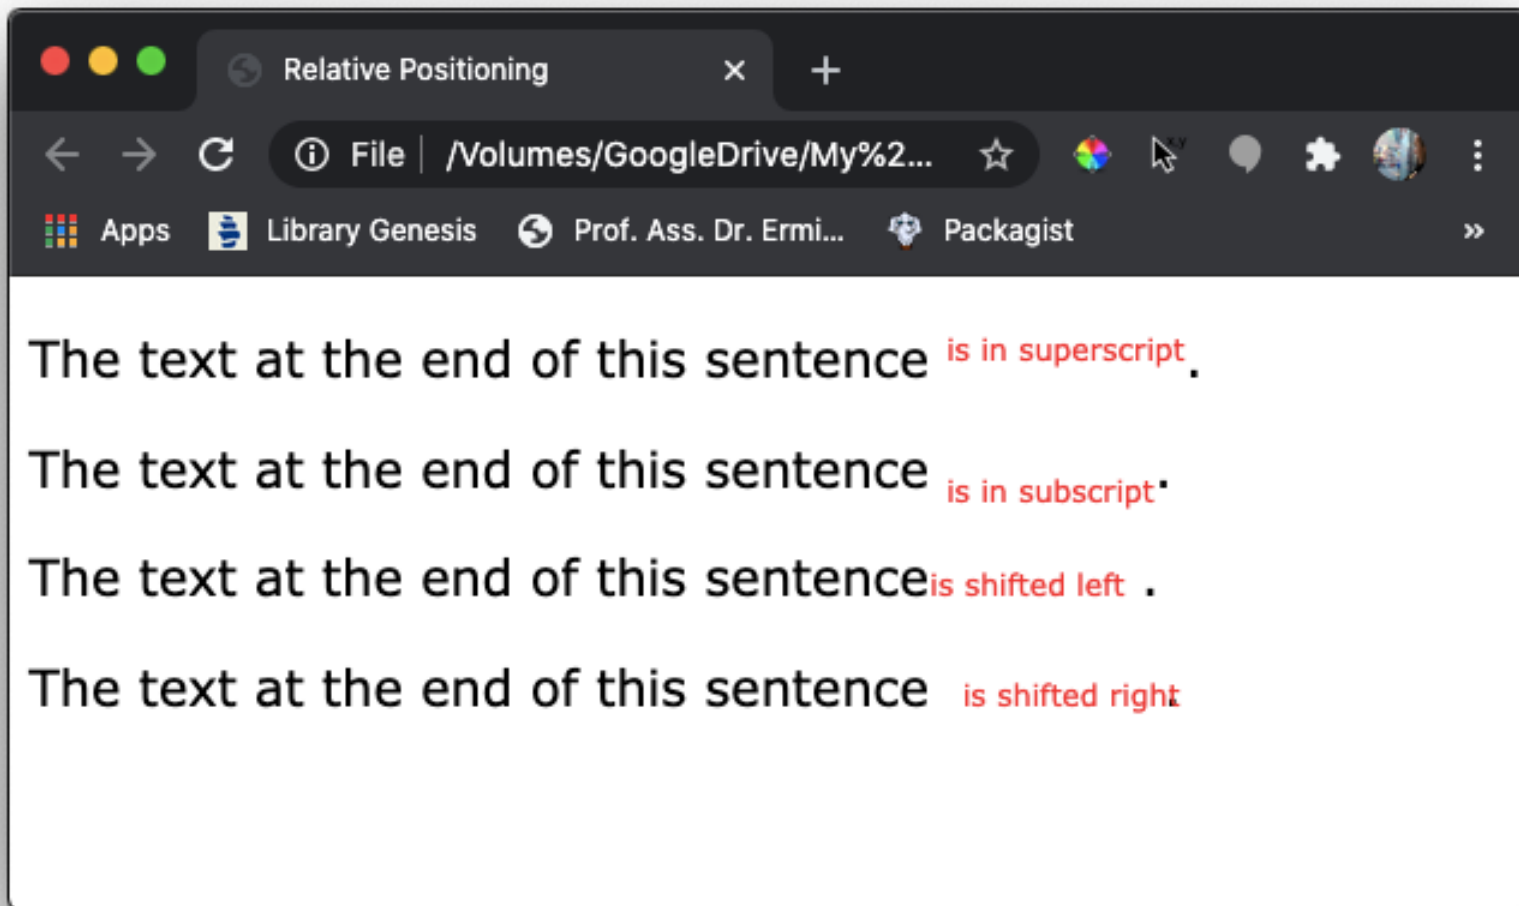 Relative Positioning
File /Volumes/GoogleDrive/My%2...
Apps Library Genesis Prof. Ass. Dr. Ermi... Packagist »
The text at the end of this sentence is in superscript.
The text at the end of this sentence is in subscript.
The text at the end of this sentence is shifted left .
The text at the end of this sentence is shifted right.